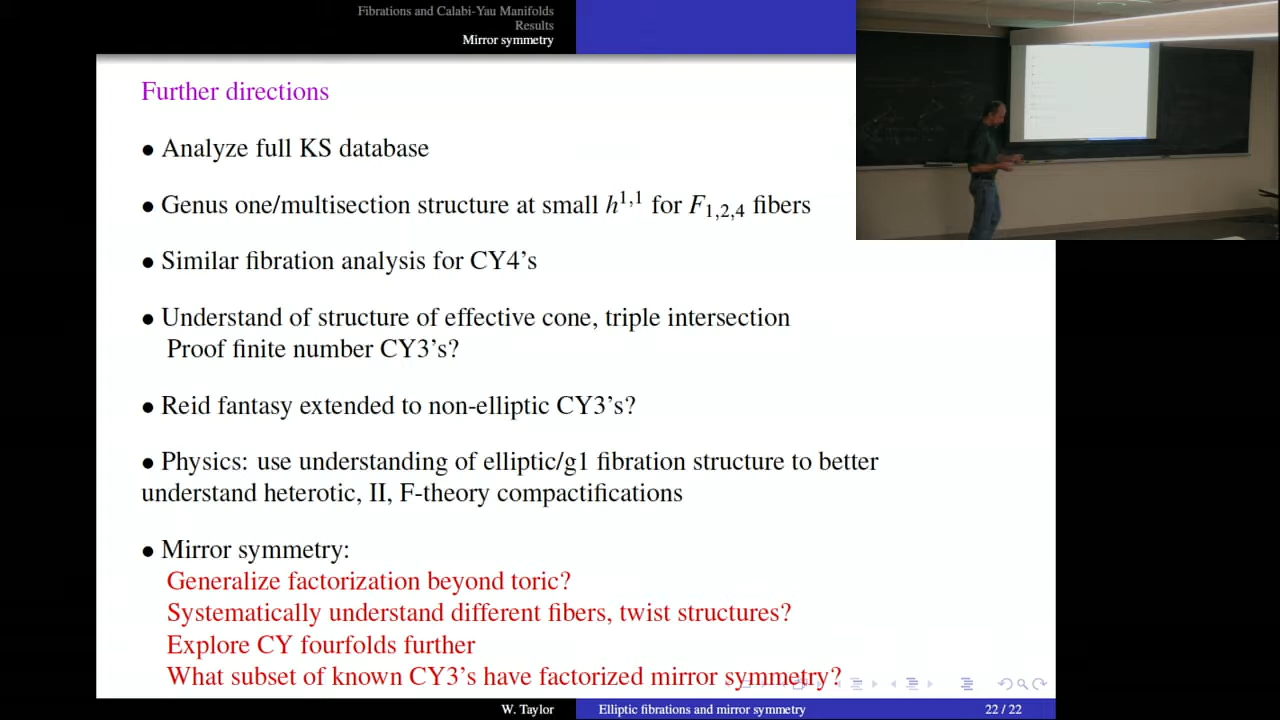 Fibrations and Calabi-Yau Manifolds
Results
Mirror symmetry
Further directions
• Analyze full KS database
• Genus one/multisection structure at small h^{1,1} for F_{1,2,4} fibers
• Similar fibration analysis for CY4's
• Understand of structure of effective cone, triple intersection
Proof finite number CY3's?
• Reid fantasy extended to non-elliptic CY3's?
• Physics: use understanding of elliptic/g1 fibration structure to better
understand heterotic, II, F-theory compactifications
• Mirror symmetry:
Generalize factorization beyond toric?
Systematically understand different fibers, twist structures?
Explore CY fourfolds further
What subset of known CY3's have factorized mirror symmetry?
W. Taylor
Elliptic fibrations and mirror symmetry
22 / 22